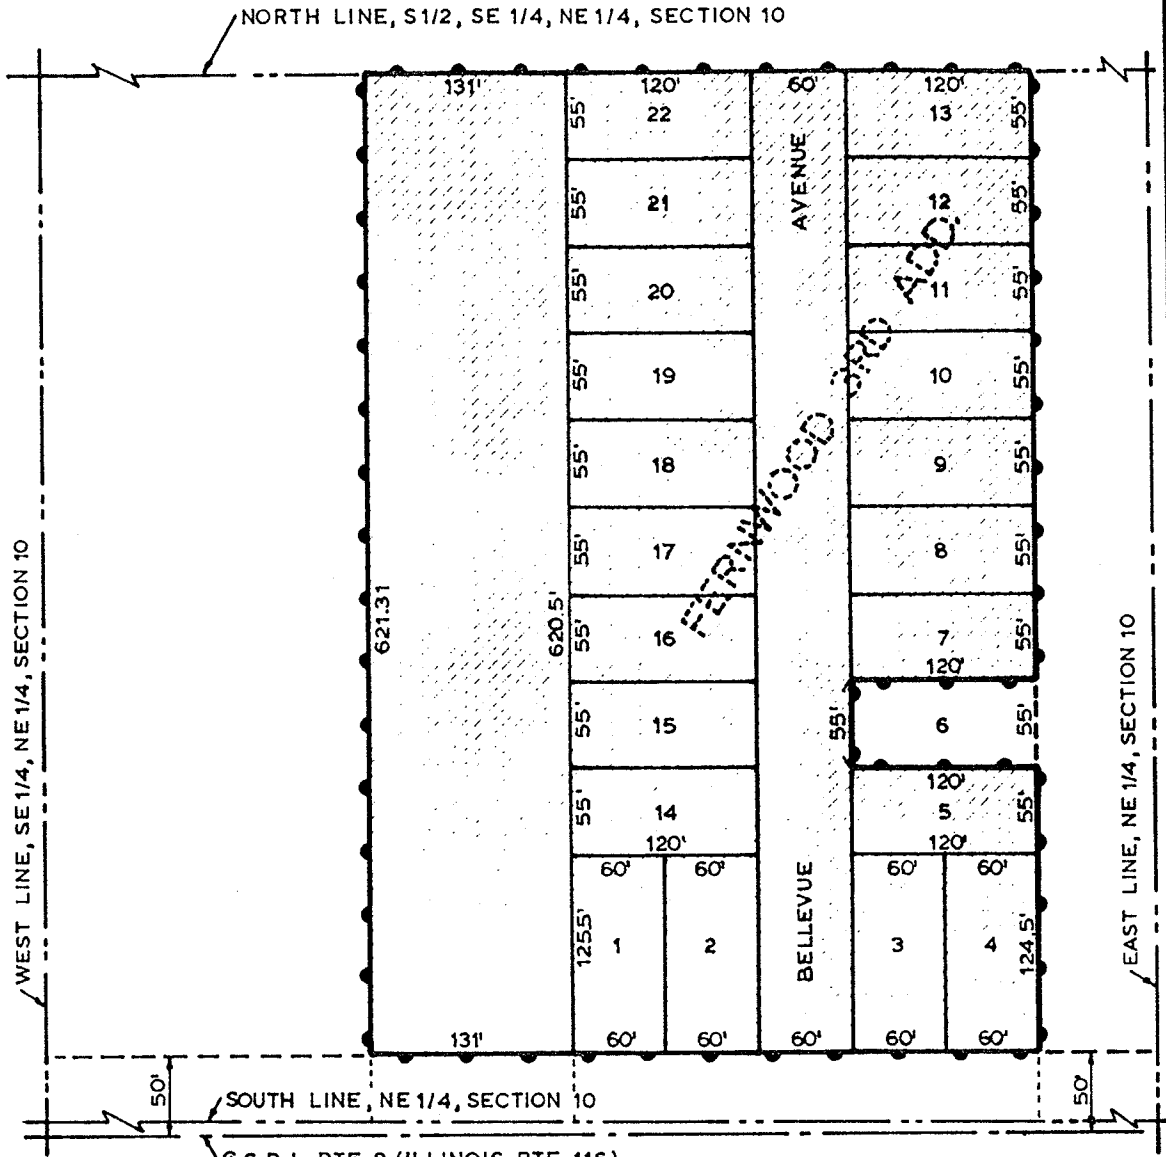 NORTH LINE, S1/2, SE 1/4, NE 1/4, SECTION 10
131' 120' 60' 120'
55' 22 13 55'
55' 21 AVENUE 12 55'
55' 20 11 55'
55' 19 10 55'
55' 18 9 55'
55' 17 8 55'
621.31 620.5' 55' 16 7 55'
120'
55' 15 55' 6 55'
120'
55' 14 5 55'
120' 120'
60' 60' 60' 60'
125.5' 1 2 BELLEVUE 3 4 124.5'
131' 60' 60' 60' 60' 60'
FERNWOOD 3RD ADD.
WEST LINE, SE 1/4, NE 1/4, SECTION 10
EAST LINE, NE 1/4, SECTION 10
50' 50'
SOUTH LINE, NE 1/4, SECTION 10
RTE 8 (ILLINOIS RTE 116)